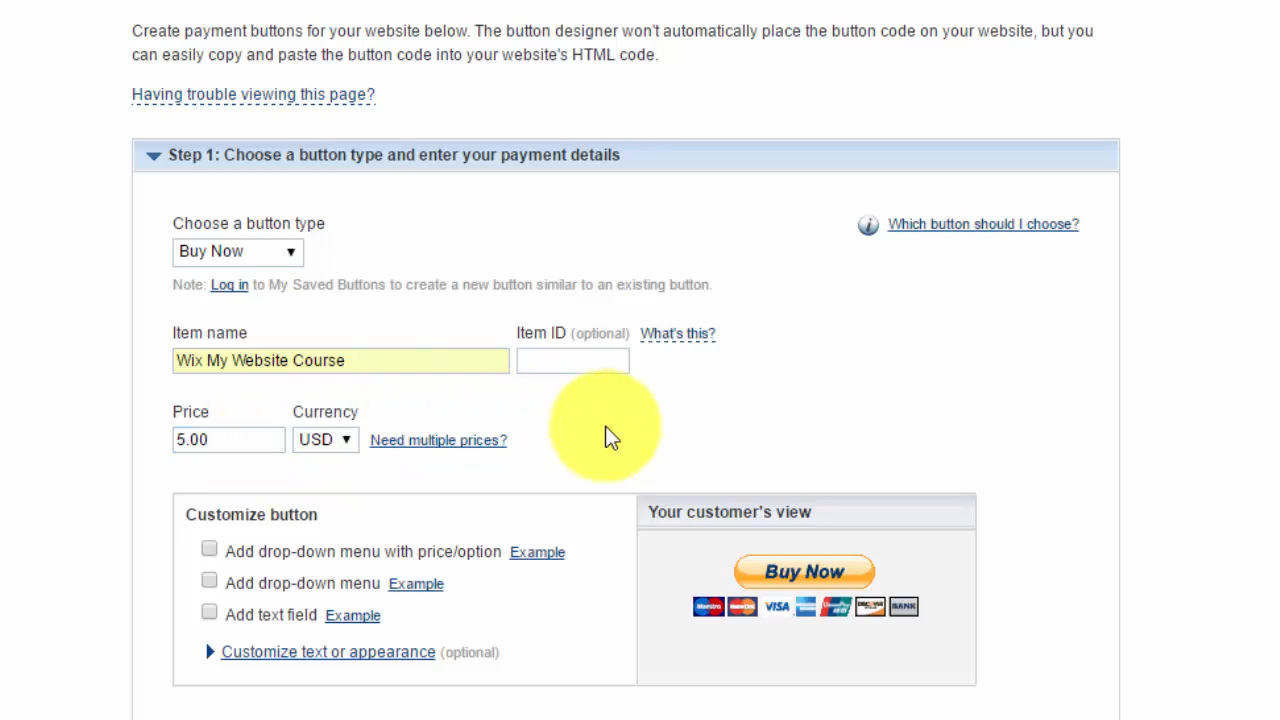 Create payment buttons for your website below. The button designer won't automatically place the button code on your website, but you
can easily copy and paste the button code into your website's HTML code.
Having trouble viewing this page?
Step 1: Choose a button type and enter your payment details
Choose a button type
Which button should I choose?
Buy Now
Note: Log in to My Saved Buttons to create a new button similar to an existing button.
Item name Item ID (optional) What's this?
Wix My Website Course
Price Currency
5.00 USD Need multiple prices?
Customize button
Your customer's view
Add drop-down menu with price/option Example
Buy Now
Add drop-down menu Example
Maestro MasterCard VISA DISCOVER BANK
Add text field Example
Customize text or appearance (optional)